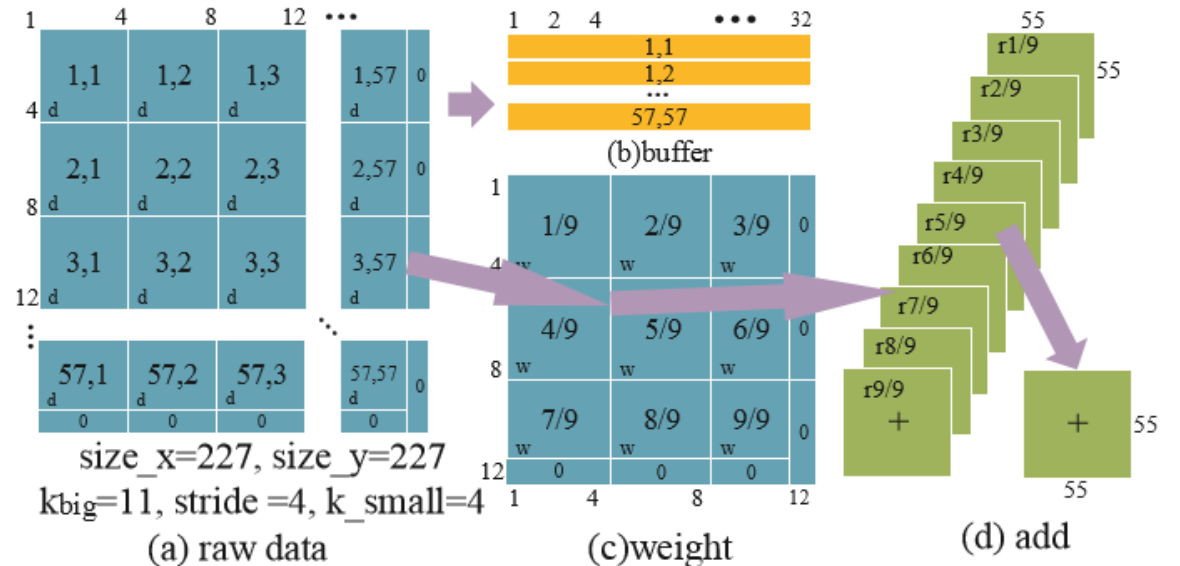 1 4 8 12 •••
1,1 1,2 1,3 1,57 0
d d d d
4
2,1 2,2 2,3 2,57 0
d d d d
8
3,1 3,2 3,3 3,57
d d d d
12
57,1 57,2 57,3 57,57 0
d d d
0 0 0 0
size_x=227, size_y=227
kbig=11, stride =4, k_small=4
(a) raw data
1 2 4 ••• 32
1,1
1,2
...
57,57
(b)buffer
1
1/9 2/9 3/9 0
w w w
4
4/9 5/9 6/9 0
w w w
8
7/9 8/9 9/9 0
w w w
12 0 0 0
1 4 8 12
(c)weight
55
r1/9 55
r2/9
r3/9
r4/9
r5/9
r6/9
r7/9
r8/9
r9/9
+ + 55
55
(d) add